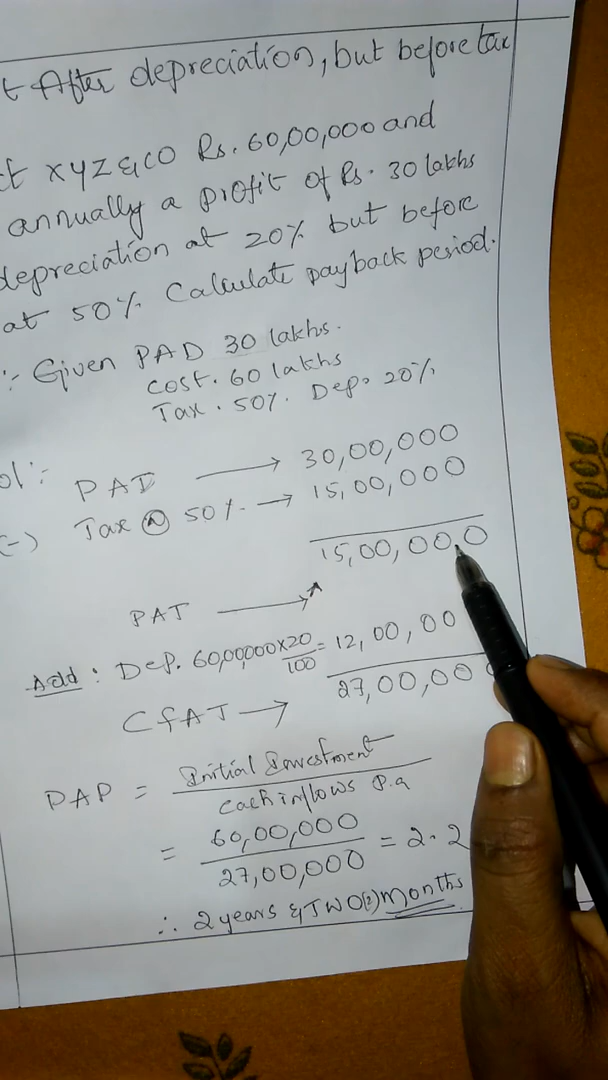 t After depreciation, but before tax
ct XYZ & CO Rs. 60,00,000 and
annually a profit of Rs. 30 lakhs
depreciation at 20% but before
at 50% Calculate payback period.
:- Given PAD 30 lakhs.
Cost. 60 lakhs
Tax. 50%. Dep. 20%
ol:- PAD → 30,00,000
(-) Tax @ 50% → 15,00,000
15,00,000
PAT →
Add: Dep. 60,00,000 x 20/100 = 12,00,00
CFAT → 27,00,00
PAP = Initial Investment / Cash inflows P.a
= 60,00,000 / 27,00,000 = 2.2
∴ 2 years & TWO(2) Months